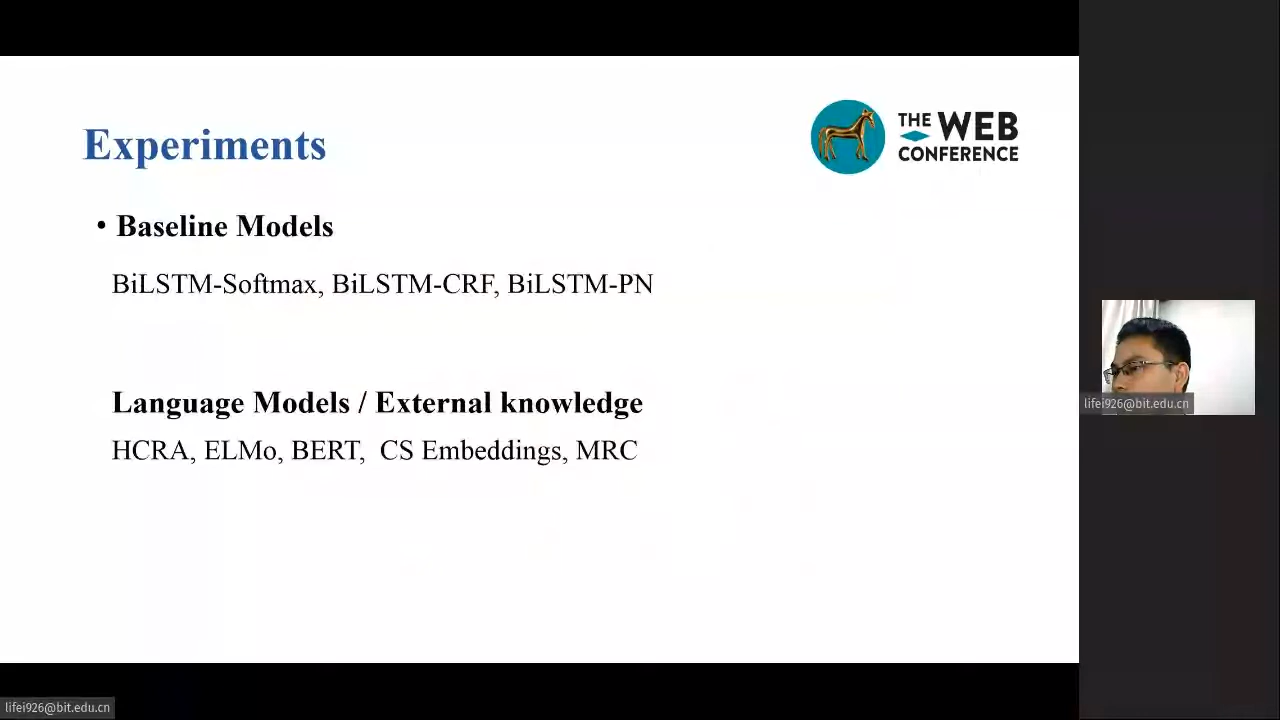 Experiments
THE WEB
CONFERENCE
• Baseline Models
BiLSTM-Softmax, BiLSTM-CRF, BiLSTM-PN
Language Models / External knowledge
HCRA, ELMo, BERT, CS Embeddings, MRC
lifei926@bit.edu.cn
lifei926@bit.edu.cn